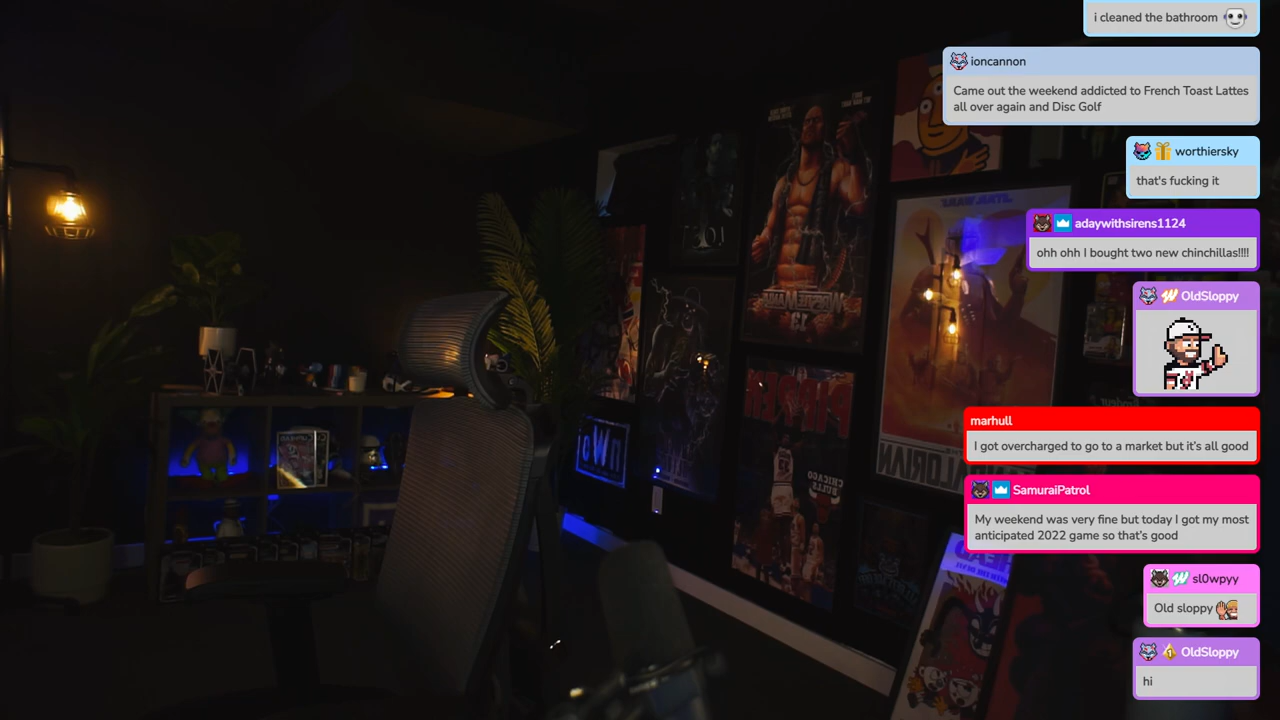 i cleaned the bathroom
ioncannon
Came out the weekend addicted to French Toast Lattes
all over again and Disc Golf
worthiersky
that's fucking it
adaywithsirens1124
ohh ohh I bought two new chinchillas!!!!
OldSloppy
marhull
I got overcharged to go to a market but it's all good
SamuraiPatrol
My weekend was very fine but today I got my most
anticipated 2022 game so that's good
sl0wpyy
Old sloppy
OldSloppy
hi
WRESTLEMANIA
13
PIPPEN
CHICAGO
BULLS